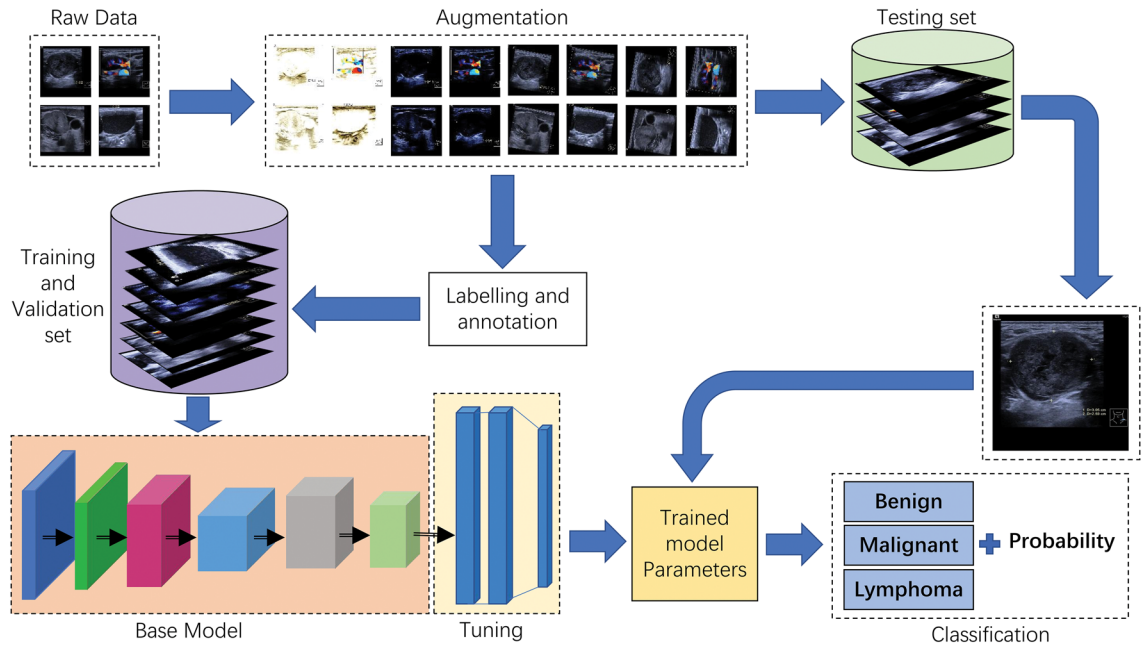 Raw Data
Augmentation
Testing set
Training
and
Validation
set
Labelling and
annotation
Base Model
Tuning
Trained
model
Parameters
Benign
Malignant
Lymphoma
Probability
Classification